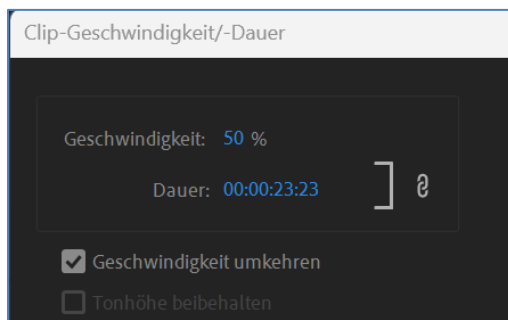 Clip-Geschwindigkeit/-Dauer
Geschwindigkeit: 50 %
Dauer: 00:00:23:23
Geschwindigkeit umkehren
Tonhöhe beibehalten